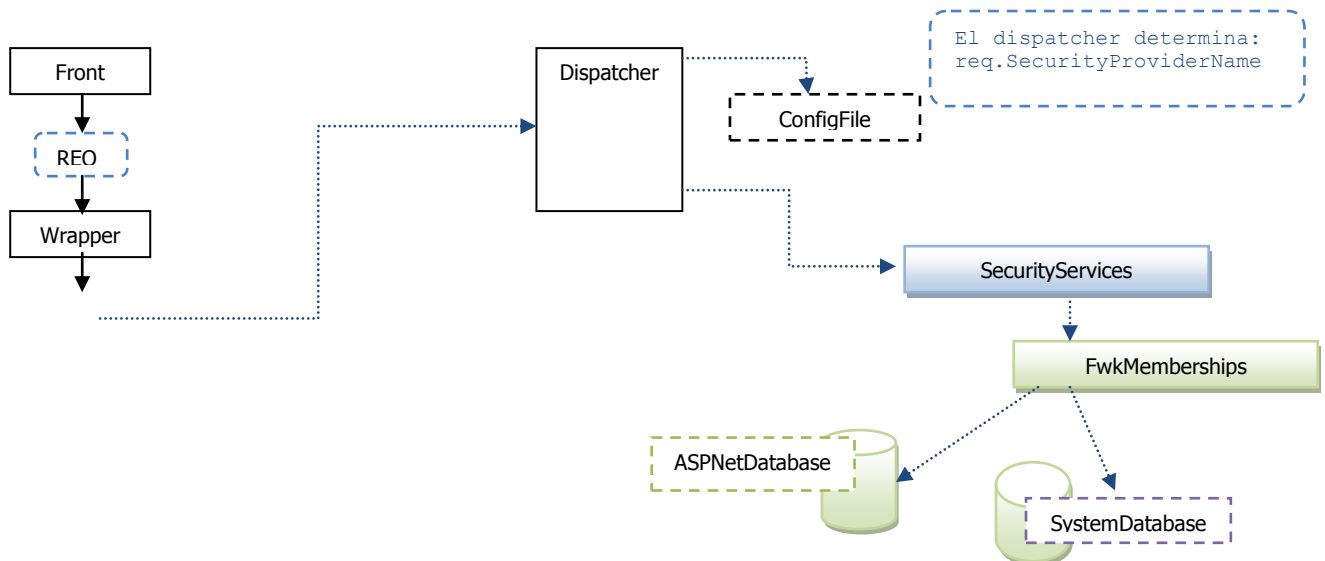 Front
REQ
Wrapper
Dispatcher
ConfigFile
El dispatcher determina:
req.SecurityProviderName
SecurityServices
FwkMemberships
ASPNetDatabase
SystemDatabase